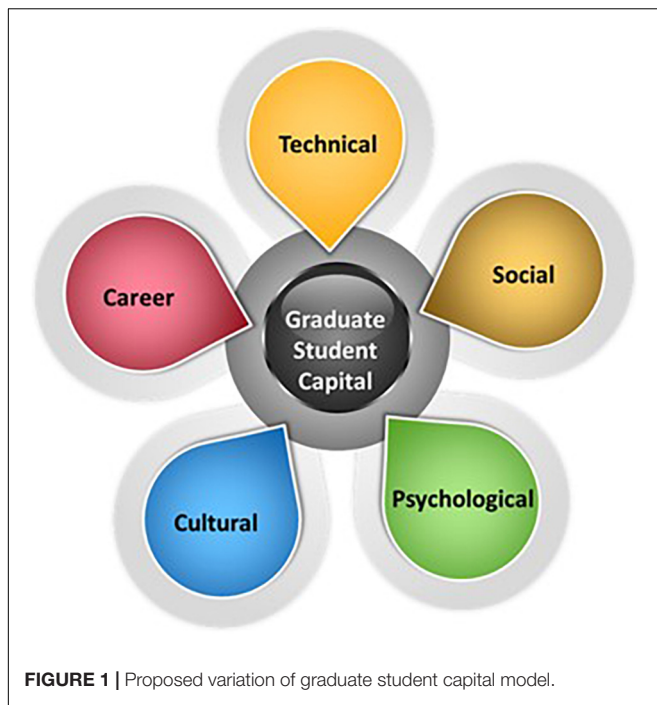 Technical
Social
Career
Graduate
Student
Capital
Psychological
Cultural
FIGURE 1 | Proposed variation of graduate student capital model.